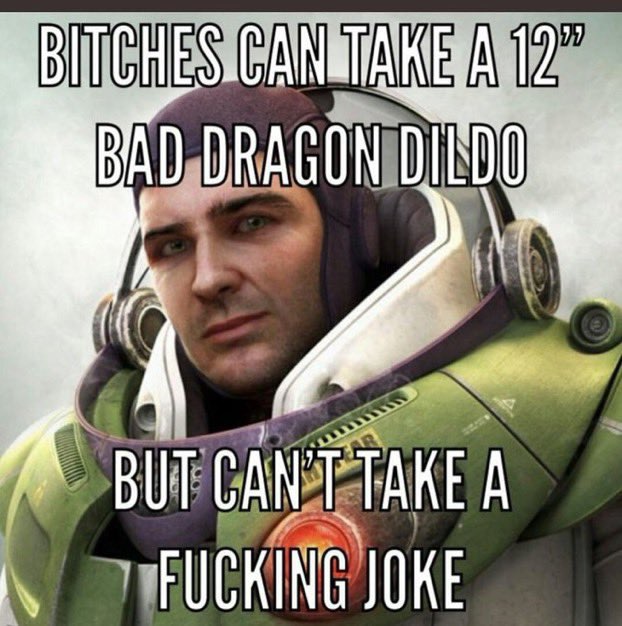 BITCHES CAN TAKE A 12”
BAD DRAGON DILDO
BUT CAN’T TAKE A
FUCKING JOKE